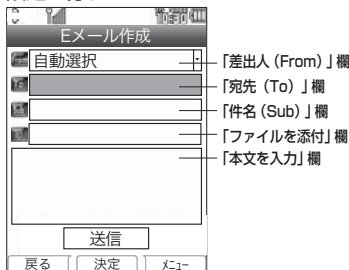 10:30
Eメール作成
自動選択
「差出人（From）」欄
「宛先（To）」欄
「件名（Sub）」欄
「ファイルを添付」欄
「本文を入力」欄
送信
戻る 決定 メニュー